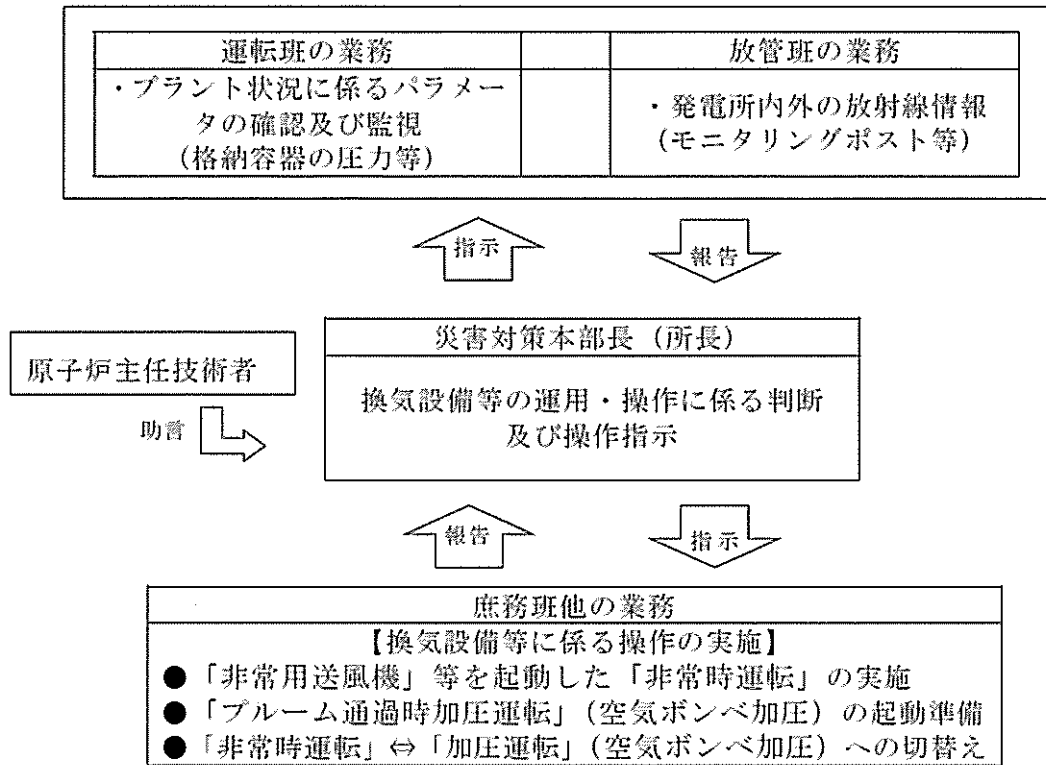 運転班の業務
放管班の業務
・プラント状況に係るパラメー
タの確認及び監視
(格納容器の圧力等)
・発電所内外の放射線情報
(モニタリングポスト等)
指示
報告
原子炉主任技術者
助言
災害対策本部長（所長）
換気設備等の運用・操作に係る判断
及び操作指示
報告
指示
庶務班他の業務
【換気設備等に係る操作の実施】
●「非常用送風機」等を起動した「非常時運転」の実施
●「プルーム通過時加圧運転」(空気ボンベ加圧）の起動準備
●「非常時運転」⇔「加圧運転」(空気ボンベ加圧）への切替え